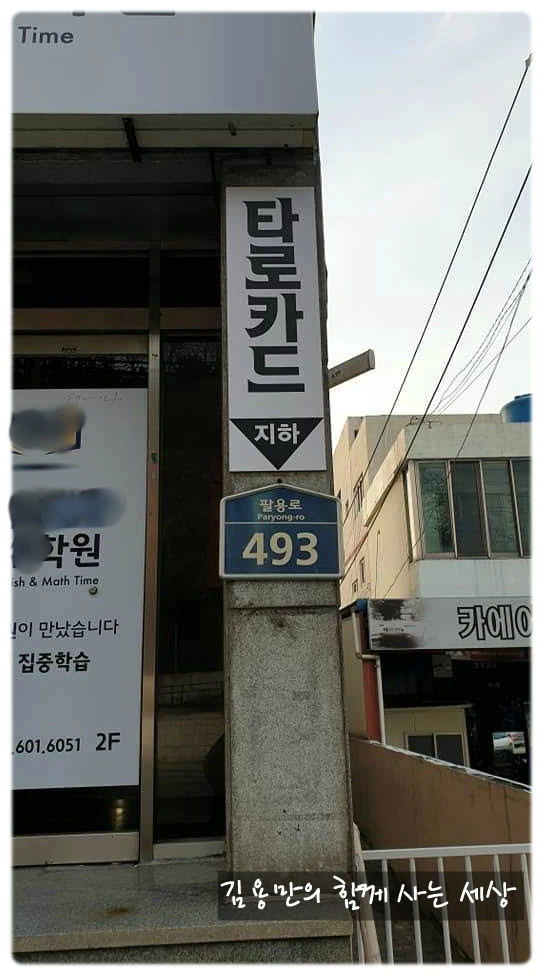 Time
타로카드
지하
팔용로
Paryong-ro
493
학원
ish & Math Time
이 만났습니다
집중학습
.601.6051 2F
카에어
김용만의 함께 사는 세상